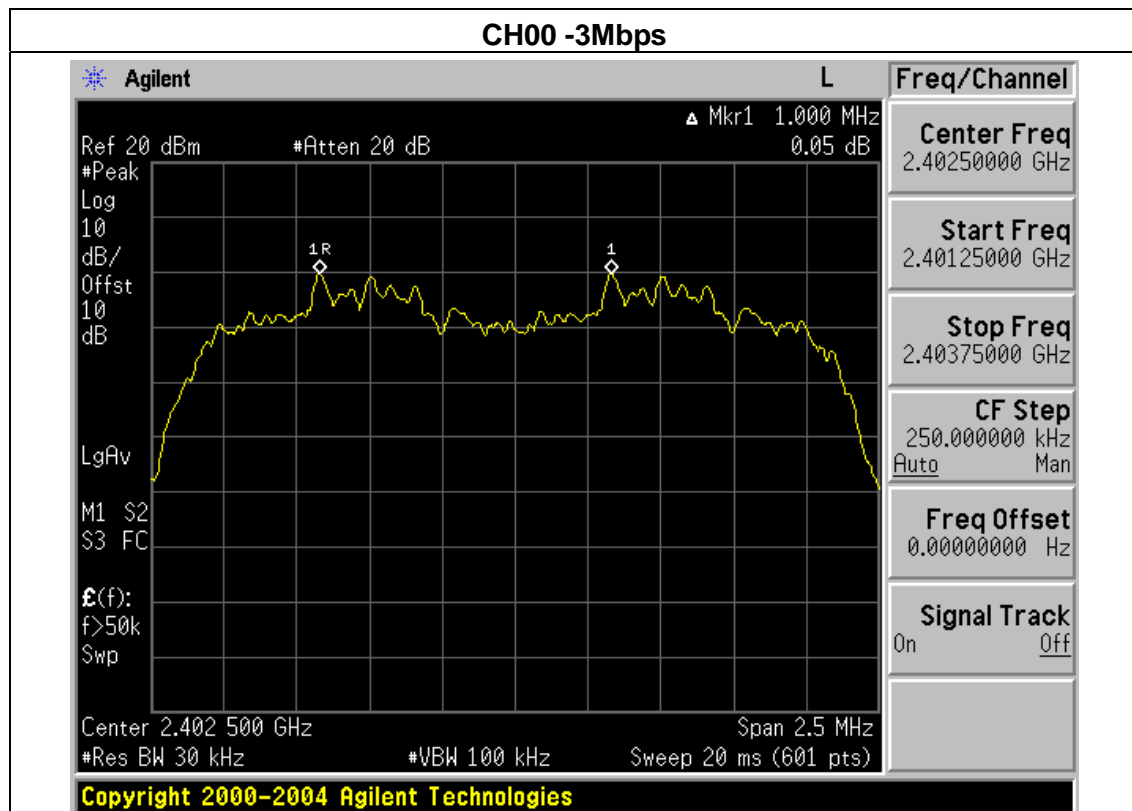 CH00 -3Mbps
Agilent L
Freq/Channel
Δ Mkr1 1.000 MHz
Ref 20 dBm #Atten 20 dB 0.05 dB
#Peak
Log
10
dB/
Offst
10
dB
1R
1
LgAv
M1 S2
S3 FC
£(f):
f>50k
Swp
Center 2.402 500 GHz Span 2.5 MHz
#Res BW 30 kHz #VBW 100 kHz Sweep 20 ms (601 pts)
Center Freq
2.40250000 GHz
Start Freq
2.40125000 GHz
Stop Freq
2.40375000 GHz
CF Step
250.000000 kHz
Auto Man
Freq Offset
0.00000000 Hz
Signal Track
On Off
Copyright 2000-2004 Agilent Technologies